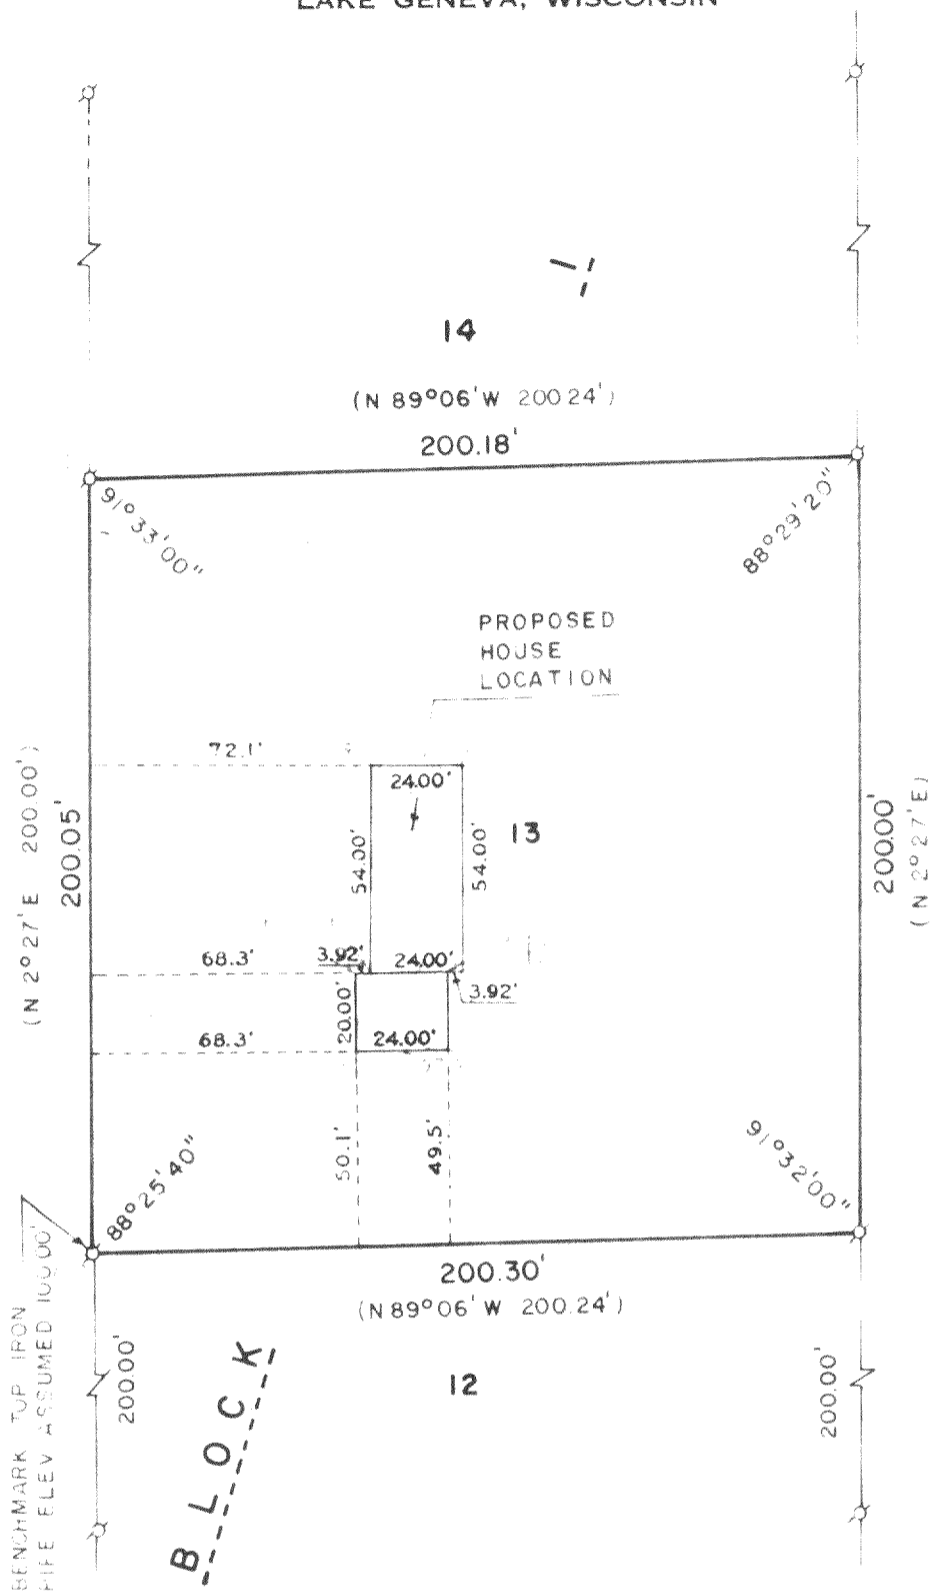 LAKE GENEVA, WISCONSIN
1
14
(N 89°06'W 200.24')
200.18'
91°33'00"
88°29'20"
PROPOSED
HOUSE
LOCATION
72.1'
24.00'
13
54.00'
54.00'
(N 2°27'E 200.00')
200.05'
200.00'
(N 2°27'E)
68.3'
3.92'
24.00'
3.92'
20.00'
68.3'
24.00'
50.1'
49.5'
88°25'40"
91°32'00"
200.30'
(N 89°06'W 200.24')
BENCHMARK TOP IRON
PIPE ELEV ASSUMED 100.00'
200.00'
12
200.00'
BLOCK